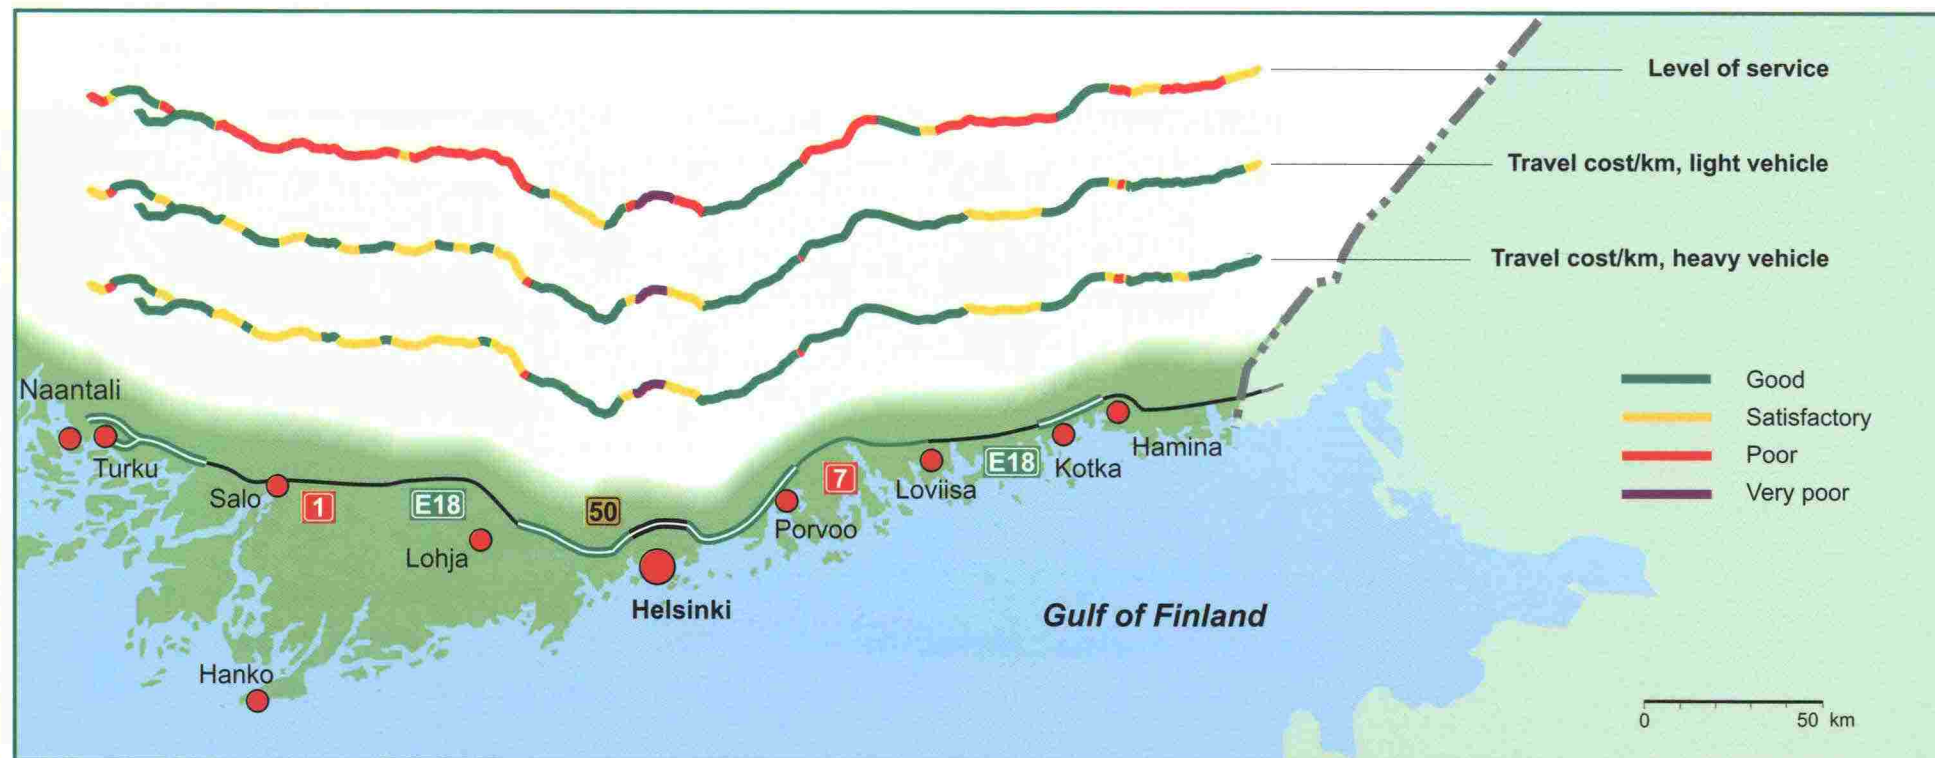 Level of service
Travel cost/km, light vehicle
Travel cost/km, heavy vehicle
Good
Satisfactory
Poor
Very poor
Naantali
Turku
Salo
1
E18
Lohja
50
Helsinki
Hanko
Porvoo
7
Loviisa
E18
Kotka
Hamina
Gulf of Finland
0 50 km